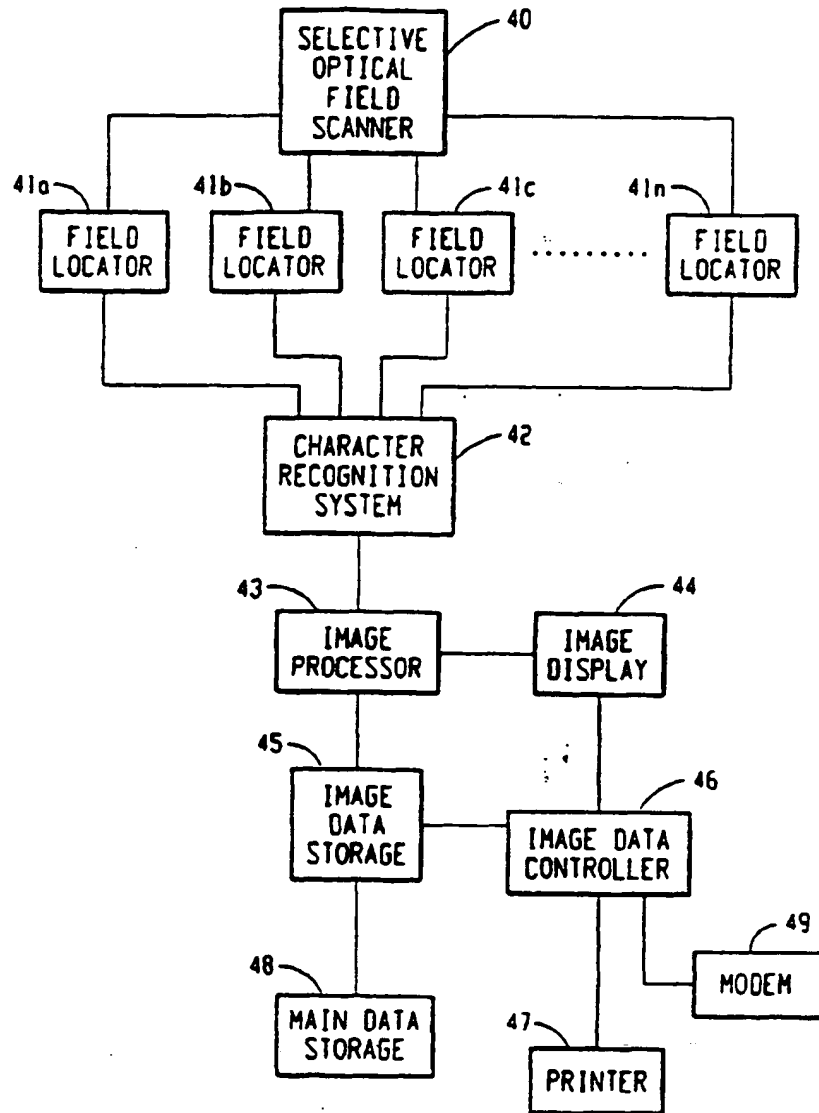 40
SELECTIVE
OPTICAL
FIELD
SCANNER
41a
41b
41c
41n
FIELD
LOCATOR
FIELD
LOCATOR
FIELD
LOCATOR
.........
FIELD
LOCATOR
42
CHARACTER
RECOGNITION
SYSTEM
43
IMAGE
PROCESSOR
44
IMAGE
DISPLAY
45
IMAGE
DATA
STORAGE
46
IMAGE DATA
CONTROLLER
49
MODEM
48
MAIN DATA
STORAGE
47
PRINTER